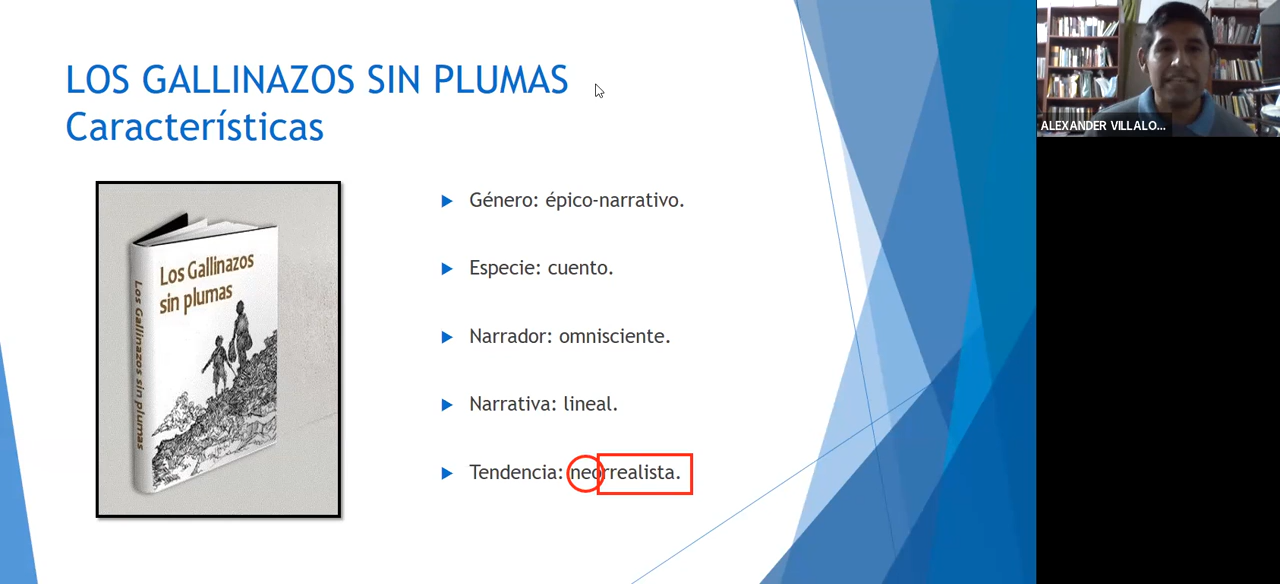 LOS GALLINAZOS SIN PLUMAS
Características
Los Gallinazos
sin plumas
Los Gallinazos sin plumas
Género: épico-narrativo.
Especie: cuento.
Narrador: omnisciente.
Narrativa: lineal.
Tendencia: neorrealista.
ALEXANDER VILLALO...